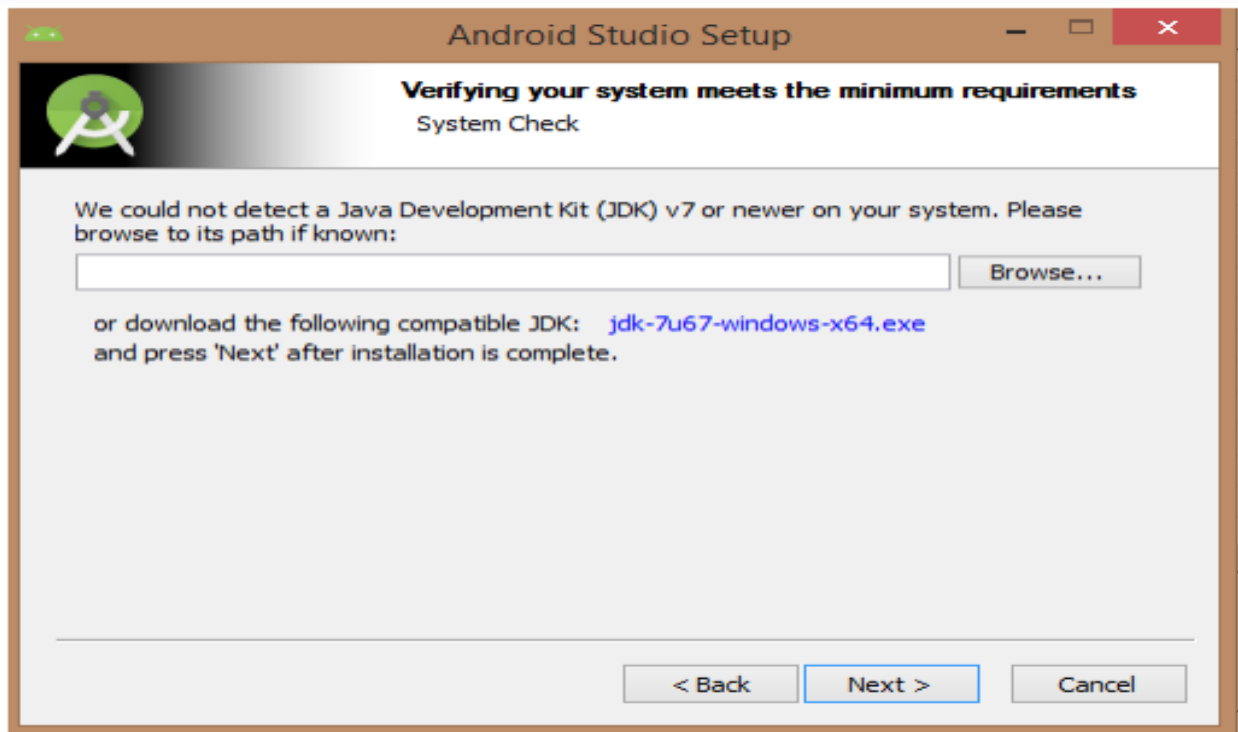 Android Studio Setup
Verifying your system meets the minimum requirements
System Check
We could not detect a Java Development Kit (JDK) v7 or newer on your system. Please
browse to its path if known:
Browse...
or download the following compatible JDK: jdk-7u67-windows-x64.exe
and press 'Next' after installation is complete.
< Back
Next >
Cancel